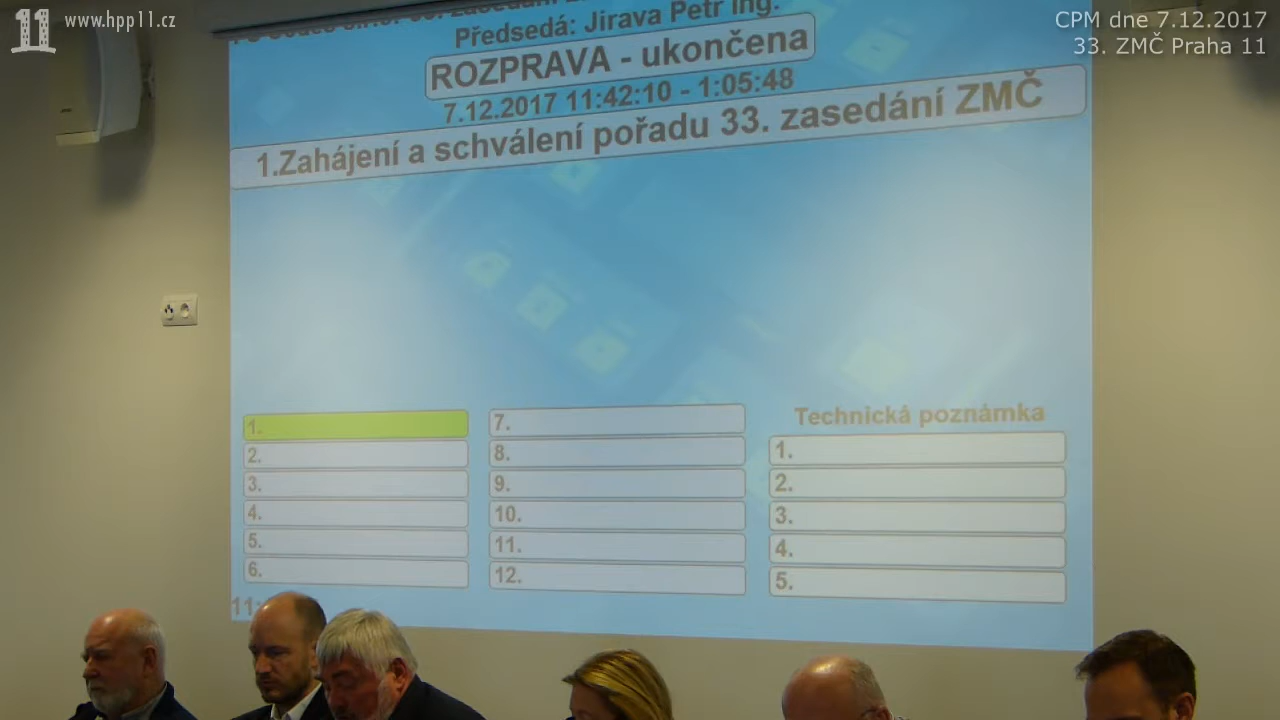 11 www.hpp11.cz
CPM dne 7.12.2017
33. ZMČ Praha 11
Předsedá: Jirava Petr Ing.
ROZPRAVA - ukončena
7.12.2017 11:42:10 - 1:05:48
1.Zahájení a schválení pořadu 33. zasedání ZMČ
1.
2.
3.
4.
5.
6.
7.
8.
9.
10.
11.
12.
Technická poznámka
1.
2.
3.
4.
5.
11: